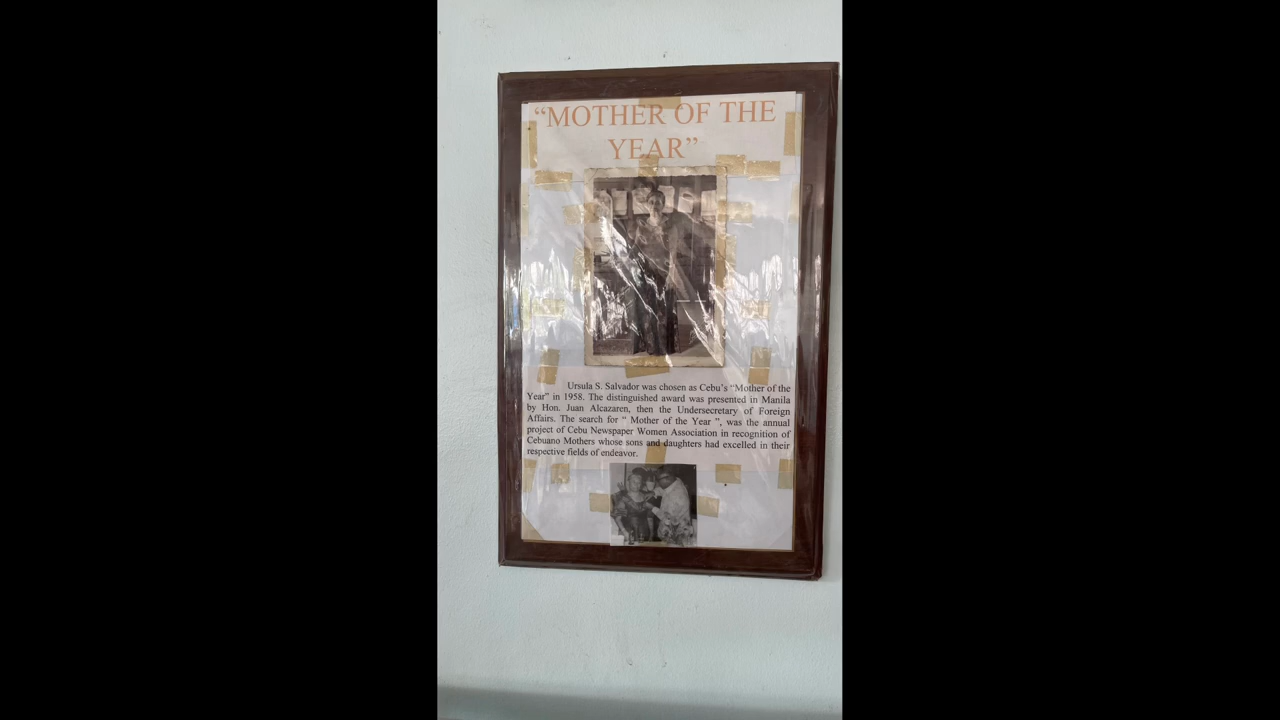 “MOTHER OF THE
YEAR”
Ursula S. Salvador was chosen as Cebu’s “Mother of the
Year” in 1958. The distinguished award was presented in Manila
by Hon. Juan Alcazaren, then the Undersecretary of Foreign
Affairs. The search for “ Mother of the Year ”, was the annual
project of Cebu Newspaper Women Association in recognition of
Cebuano Mothers whose sons and daughters had excelled in their
respective fields of endeavor.